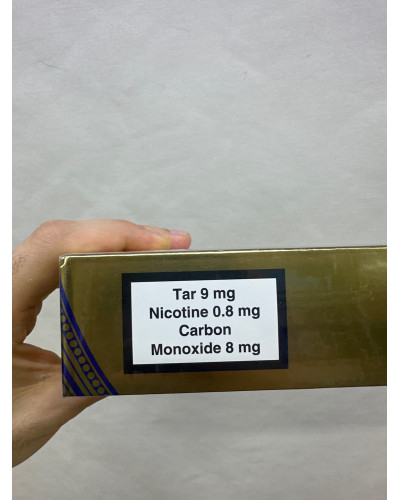 Tar 9 mg
Nicotine 0.8 mg
Carbon
Monoxide 8 mg